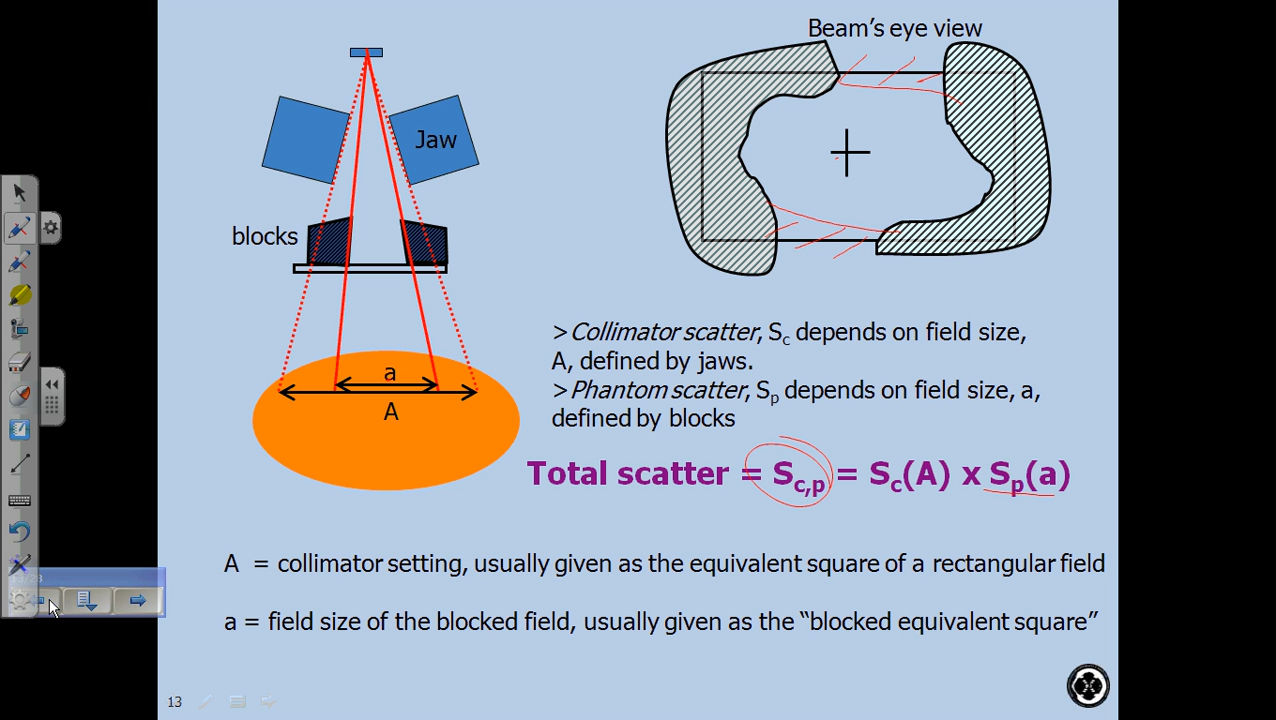 Beam's eye view
Jaw
blocks
a
A
>Collimator scatter, Sc depends on field size,
A, defined by jaws.
>Phantom scatter, Sp depends on field size, a,
defined by blocks
Total scatter = Sc,p = Sc(A) x Sp(a)
A = collimator setting, usually given as the equivalent square of a rectangular field
a = field size of the blocked field, usually given as the “blocked equivalent square”
13